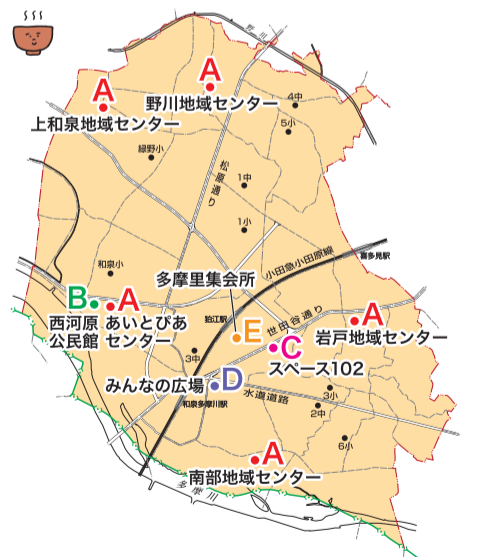 野川
A
野川地域センター
A
上和泉地域センター
4中
5小
緑野小
松原通り
1中
1小
和泉小
小田急小田原線
喜多見駅
多摩里集会所
狛江駅
世田谷通り
B
西河原
公民館
A
あいとぴあ
センター
E
C
スペース102
A
岩戸地域センター
3中
みんなの広場
D
水道道路
和泉多摩川駅
3小
2中
6小
A
南部地域センター
多摩川